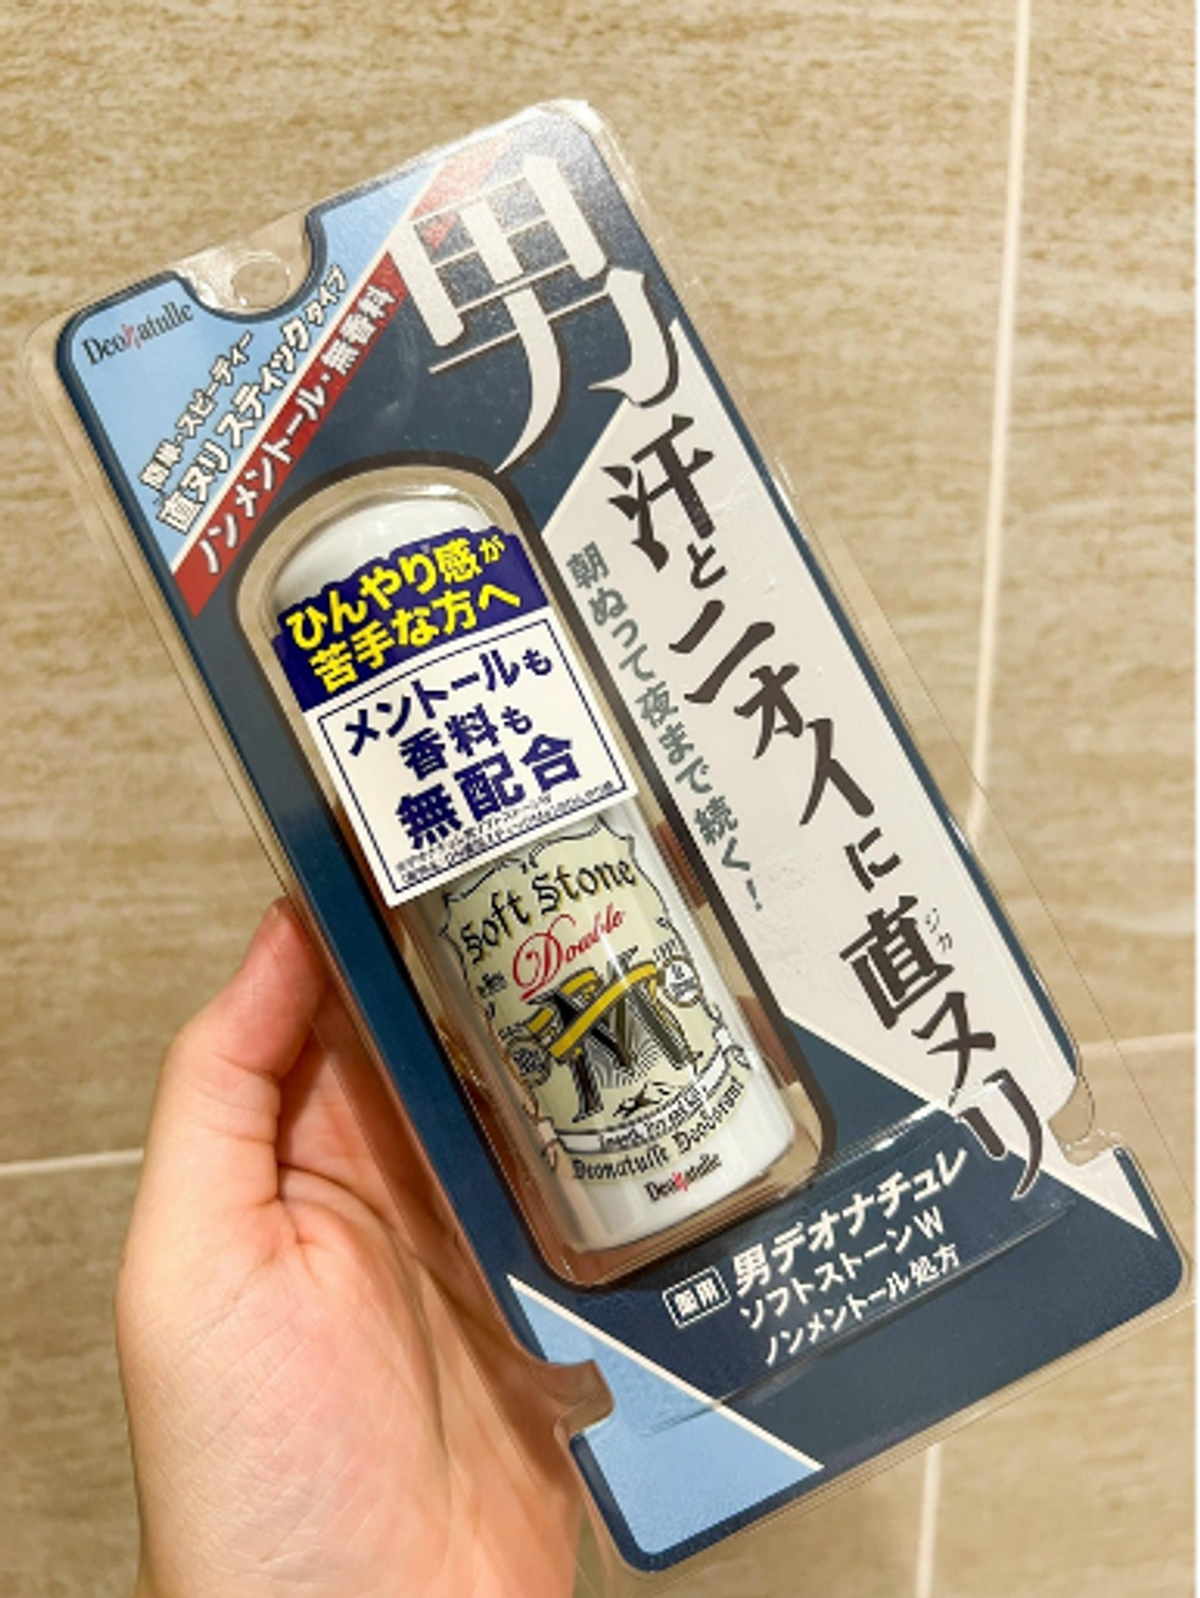 Deonatulle
簡単・スピーディー
直ヌリスティックタイプ
ノンメントール・無香料
男
汗とニオイに直ヌリ
ジカ
朝ぬって夜まで続く！
ひんやり感が
苦手な方へ
メントールも
香料も
無配合
Soft Stone
Double
M
Deonatulle Deodorant
Deonatulle
薬用
男デオナチュレ
ソフトストーンW
ノンメントール処方